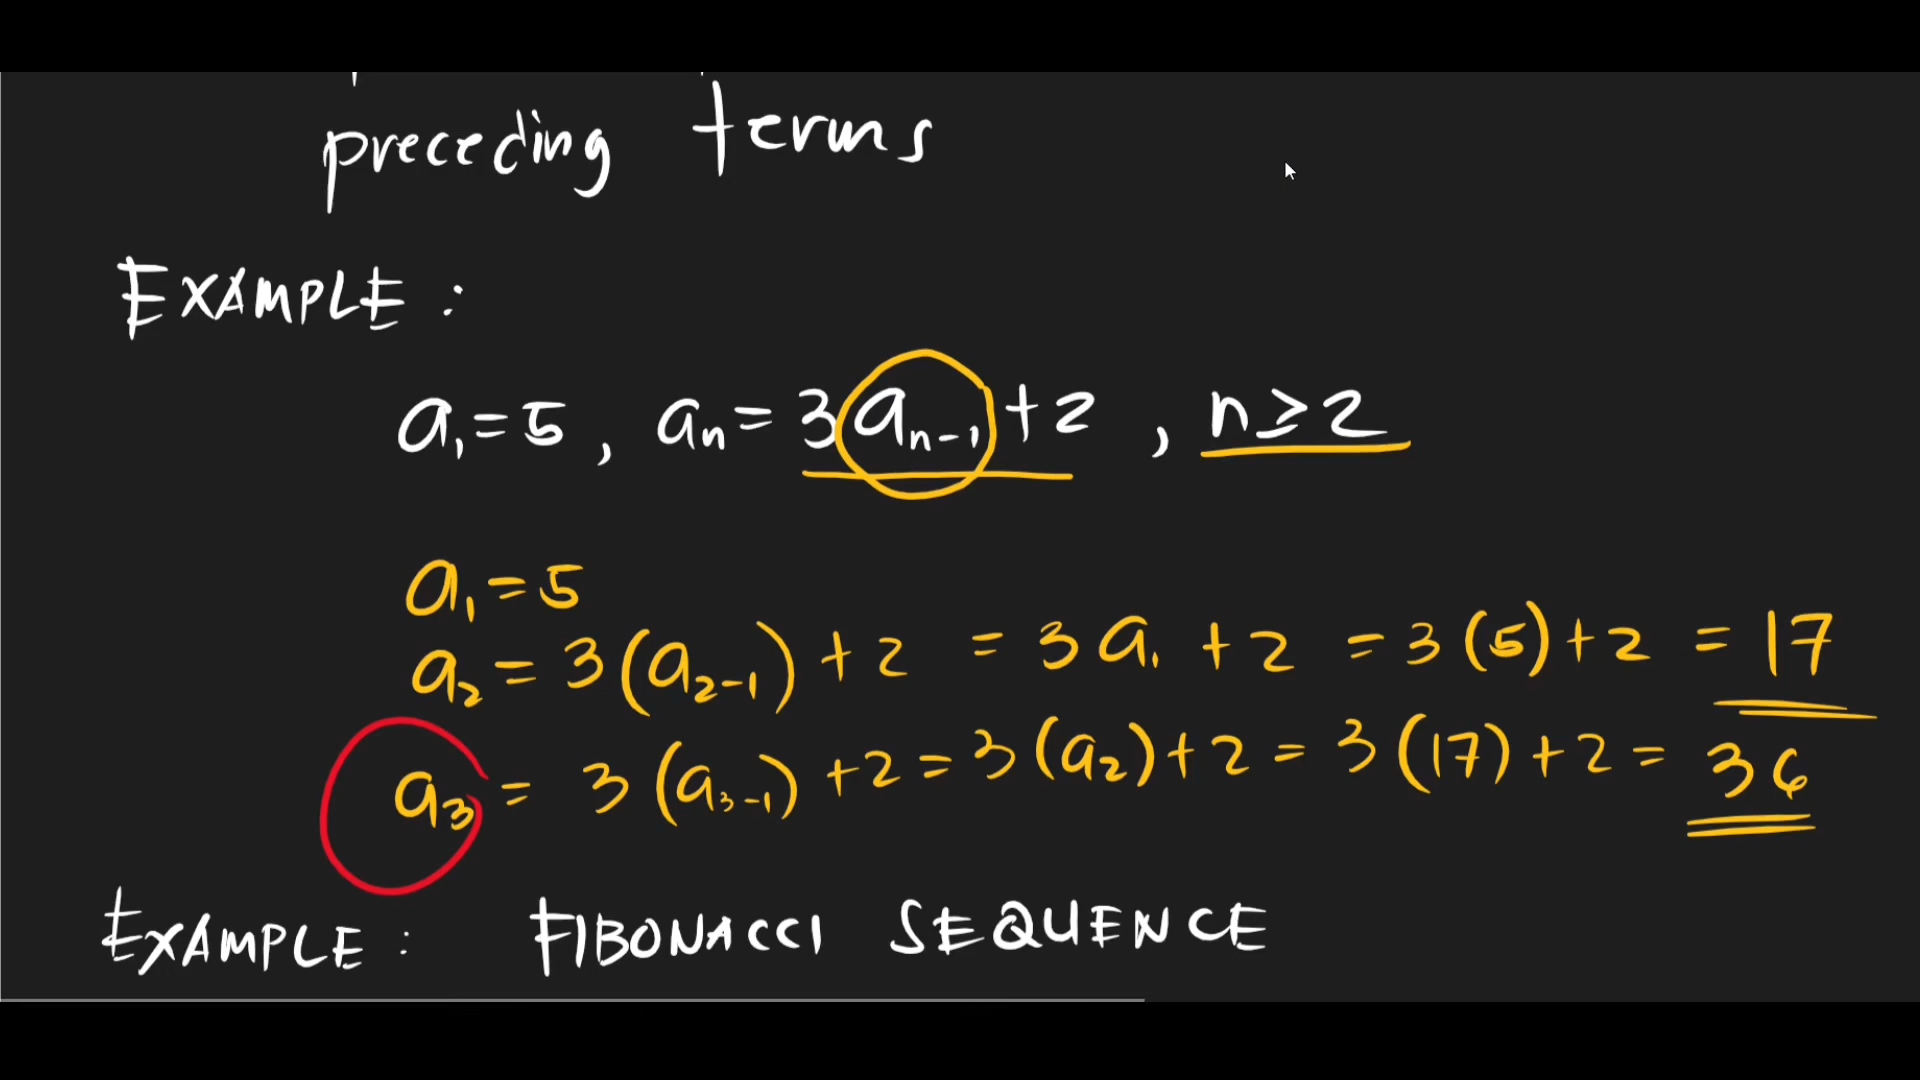 preceding terms
EXAMPLE :
a₁ = 5 , aₙ = 3aₙ₋₁ + 2 , n ≥ 2
a₁ = 5
a₂ = 3(a₂₋₁) + 2 = 3a₁ + 2 = 3(5) + 2 = 17
a₃ = 3(a₃₋₁) + 2 = 3(a₂) + 2 = 3(17) + 2 = 36
EXAMPLE : FIBONACCI SEQUENCE